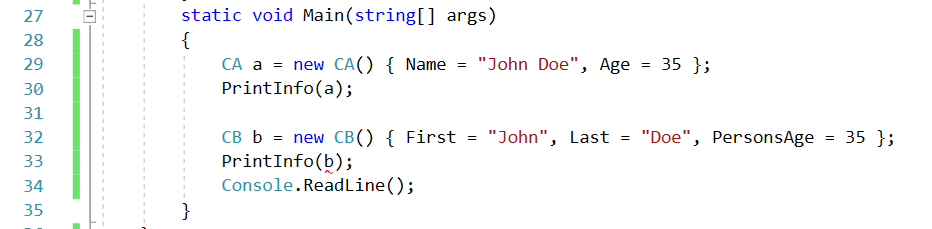 27 static void Main(string[] args)
28 {
29 CA a = new CA() { Name = "John Doe", Age = 35 };
30 PrintInfo(a);
31
32 CB b = new CB() { First = "John", Last = "Doe", PersonsAge = 35 };
33 PrintInfo(b);
34 Console.ReadLine();
35 }